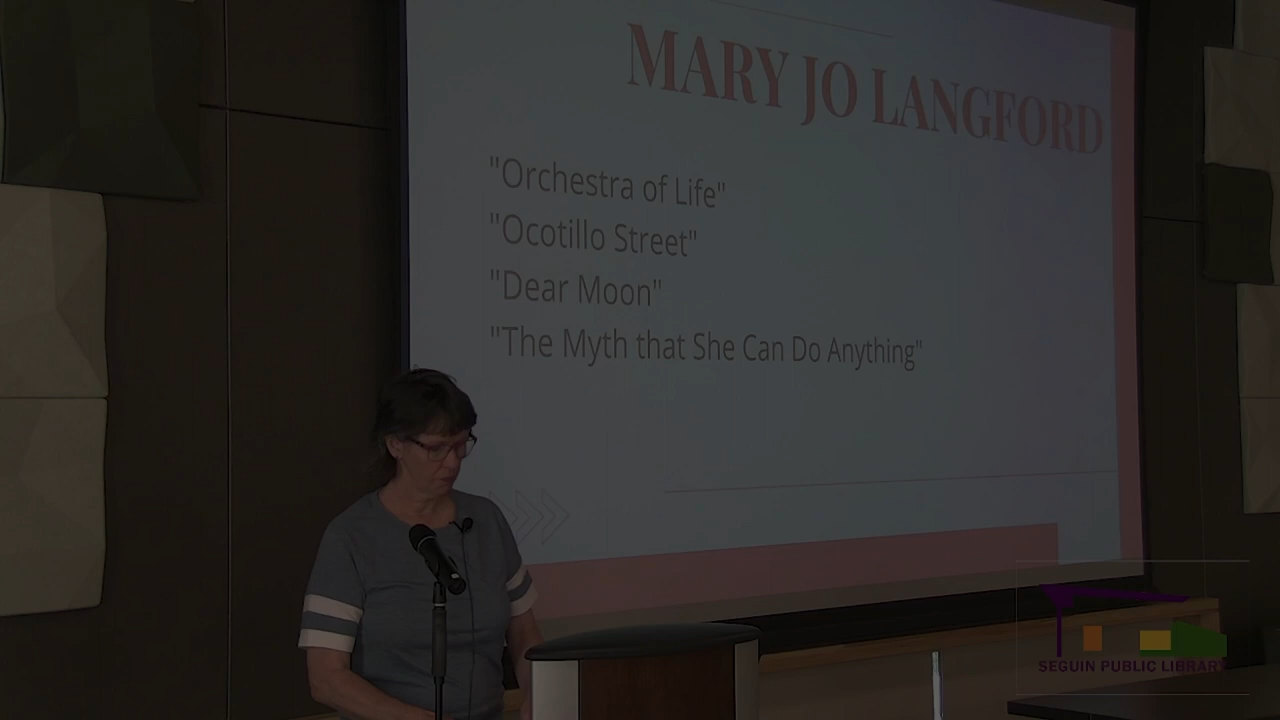 MARY JO LANGFORD
"Orchestra of Life"
"Ocotillo Street"
"Dear Moon"
"The Myth that She Can Do Anything"
SEGUIN PUBLIC LIBRARY